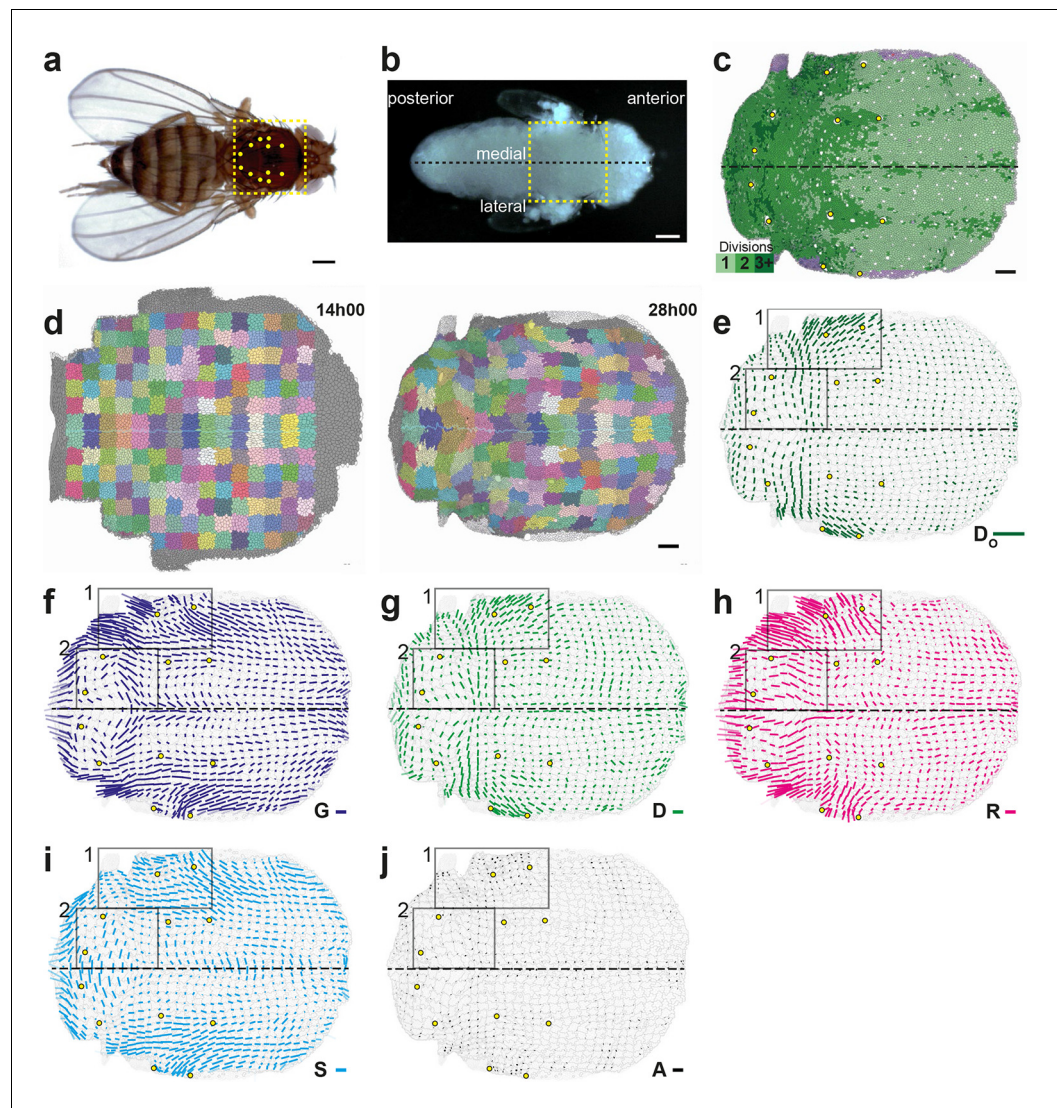 a
b
posterior
anterior
medial
lateral
c
Divisions
1 2 3+
d
14h00
28h00
e
1
2
Do
f
1
2
G
g
1
2
D
h
1
2
R
i
1
2
S
j
1
2
A